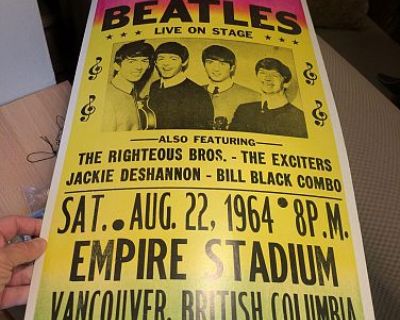 BEATLES
LIVE ON STAGE
ALSO FEATURING
THE RIGHTEOUS BROS. - THE EXCITERS
JACKIE DESHANNON - BILL BLACK COMBO
SAT. • AUG. 22, 1964 • 8 P.M.
EMPIRE STADIUM
VANCOUVER, BRITISH COLUMBIA